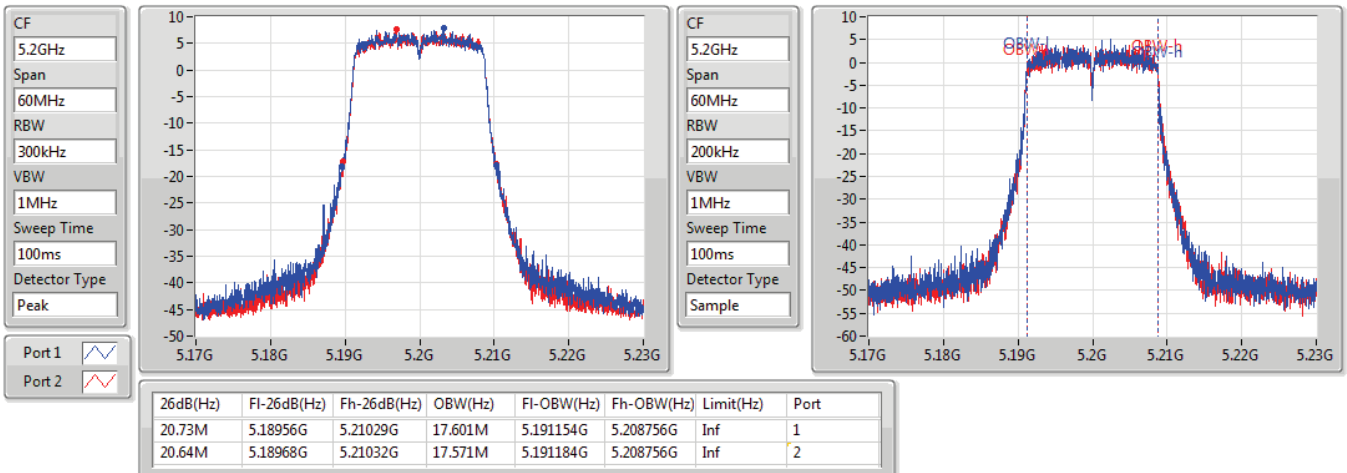 CF
5.2GHz
Span
60MHz
RBW
300kHz
VBW
1MHz
Sweep Time
100ms
Detector Type
Peak
10
5
0
-5
-10
-15
-20
-25
-30
-35
-40
-45
-50
5.17G 5.18G 5.19G 5.2G 5.21G 5.22G 5.23G
CF
5.2GHz
Span
60MHz
RBW
200kHz
VBW
1MHz
Sweep Time
100ms
Detector Type
Sample
10
5
0
-5
-10
-15
-20
-25
-30
-35
-40
-45
-50
-55
-60
OBW-l OBW-h
OBW-l OBW-h
5.17G 5.18G 5.19G 5.2G 5.21G 5.22G 5.23G
Port 1
Port 2
26dB(Hz) Fl-26dB(Hz) Fh-26dB(Hz) OBW(Hz) Fl-OBW(Hz) Fh-OBW(Hz) Limit(Hz) Port
20.73M 5.18956G 5.21029G 17.601M 5.191154G 5.208756G Inf 1
20.64M 5.18968G 5.21032G 17.571M 5.191184G 5.208756G Inf 2